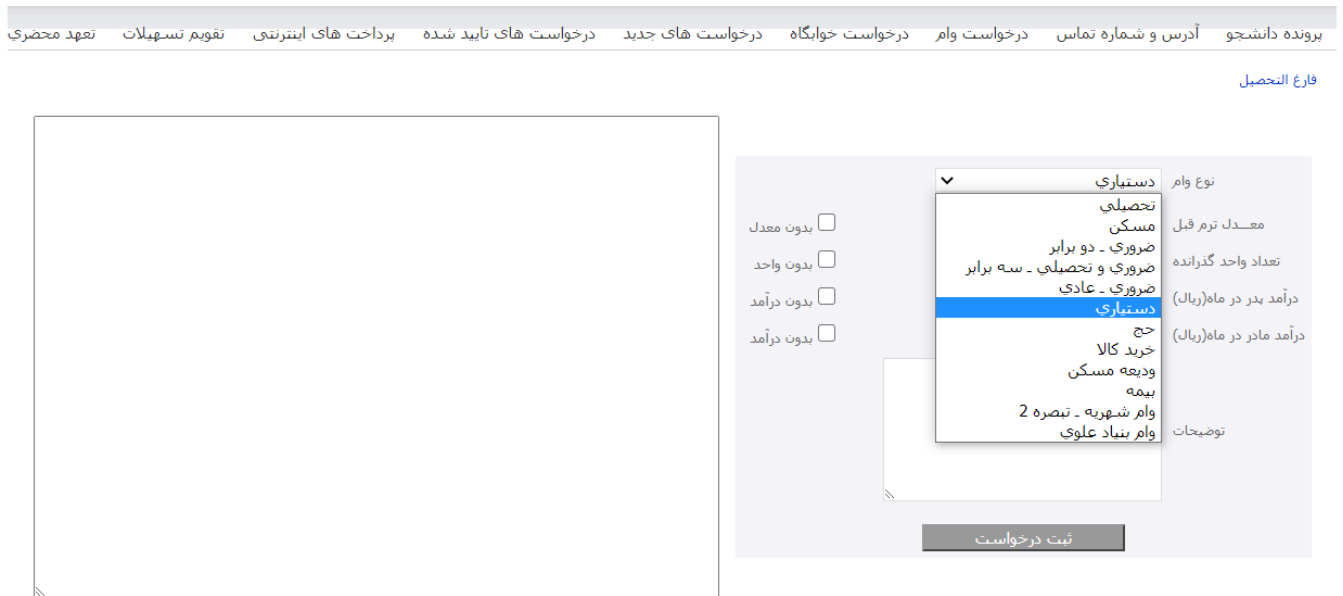 پرونده دانشجو آدرس و شماره تماس درخواست وام درخواست خوابگاه درخواست های جدید درخواست های تایید شده پرداخت های اینترنتی تقویم تسهیلات تعهد محضري
فارغ التحصیل
نوع وام دستياري
تحصيلي
معــدل ترم قبل مسكن بدون معدل
ضروري ـ دو برابر
تعداد واحد گذرانده ضروري و تحصيلي ـ سه برابر بدون واحد
ضروري ـ عادي
درآمد پدر در ماه(ریال) دستياري بدون درآمد
حج
درآمد مادر در ماه(ریال) خريد كالا بدون درآمد
وديعه مسكن
بيمه
وام شهريه ـ تبصره 2
توضیحات وام بنياد علوي
ثبت درخواست